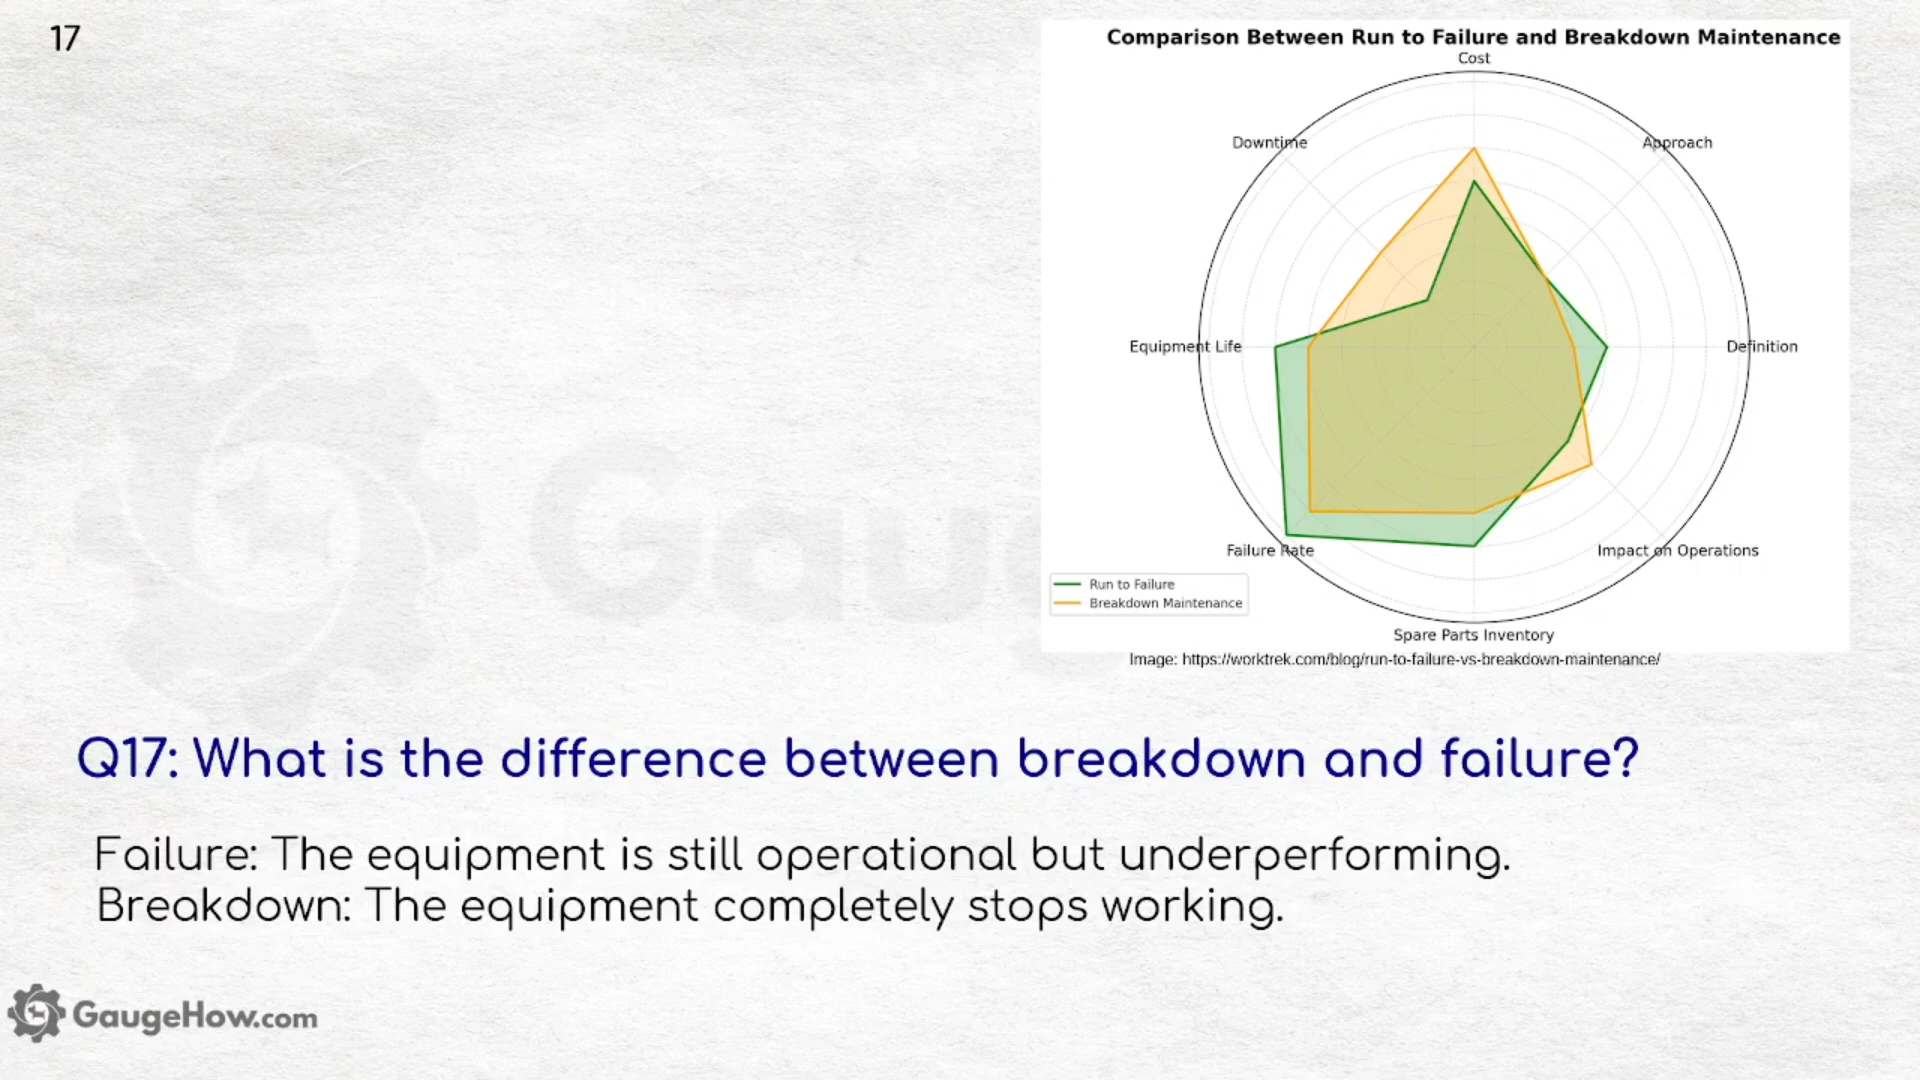 17
Comparison Between Run to Failure and Breakdown Maintenance
Cost
Downtime
Approach
Equipment Life
Definition
Failure Rate
Impact on Operations
Run to Failure
Breakdown Maintenance
Spare Parts Inventory
Image: https://worktrek.com/blog/run-to-failure-vs-breakdown-maintenance/
Gaug
Q17: What is the difference between breakdown and failure?
Failure: The equipment is still operational but underperforming.
Breakdown: The equipment completely stops working.
GaugeHow.com